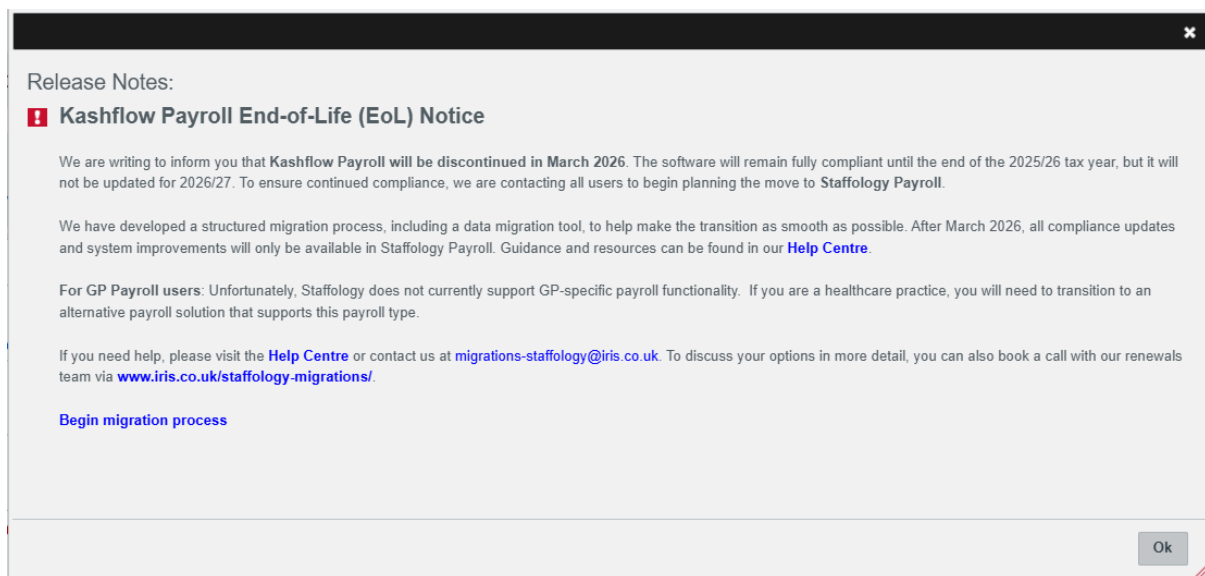 Release Notes:
Kashflow Payroll End-of-Life (EoL) Notice
We are writing to inform you that Kashflow Payroll will be discontinued in March 2026. The software will remain fully compliant until the end of the 2025/26 tax year, but it will
not be updated for 2026/27. To ensure continued compliance, we are contacting all users to begin planning the move to Staffology Payroll.
We have developed a structured migration process, including a data migration tool, to help make the transition as smooth as possible. After March 2026, all compliance updates
and system improvements will only be available in Staffology Payroll. Guidance and resources can be found in our Help Centre.
For GP Payroll users: Unfortunately, Staffology does not currently support GP-specific payroll functionality.  If you are a healthcare practice, you will need to transition to an
alternative payroll solution that supports this payroll type.
If you need help, please visit the Help Centre or contact us at migrations-staffology@iris.co.uk. To discuss your options in more detail, you can also book a call with our renewals
team via www.iris.co.uk/staffology-migrations/.
Begin migration process
Ok